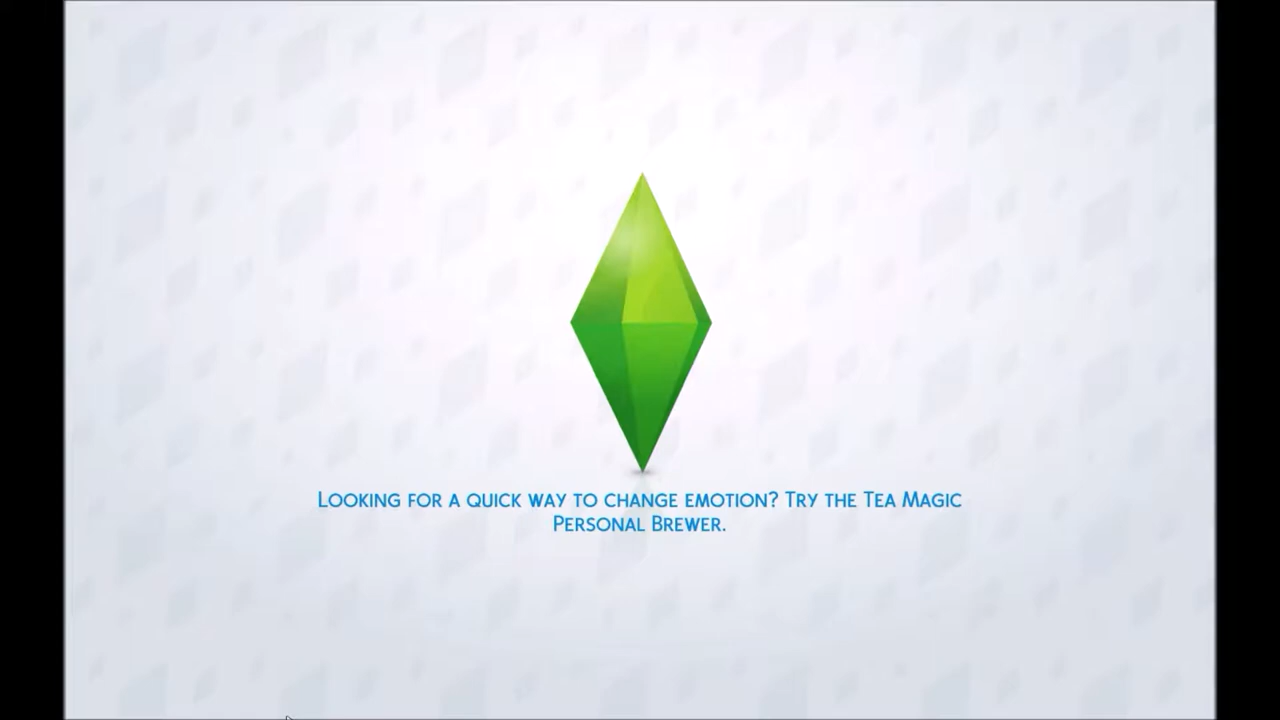 Looking for a quick way to change emotion? Try the Tea Magic
Personal Brewer.